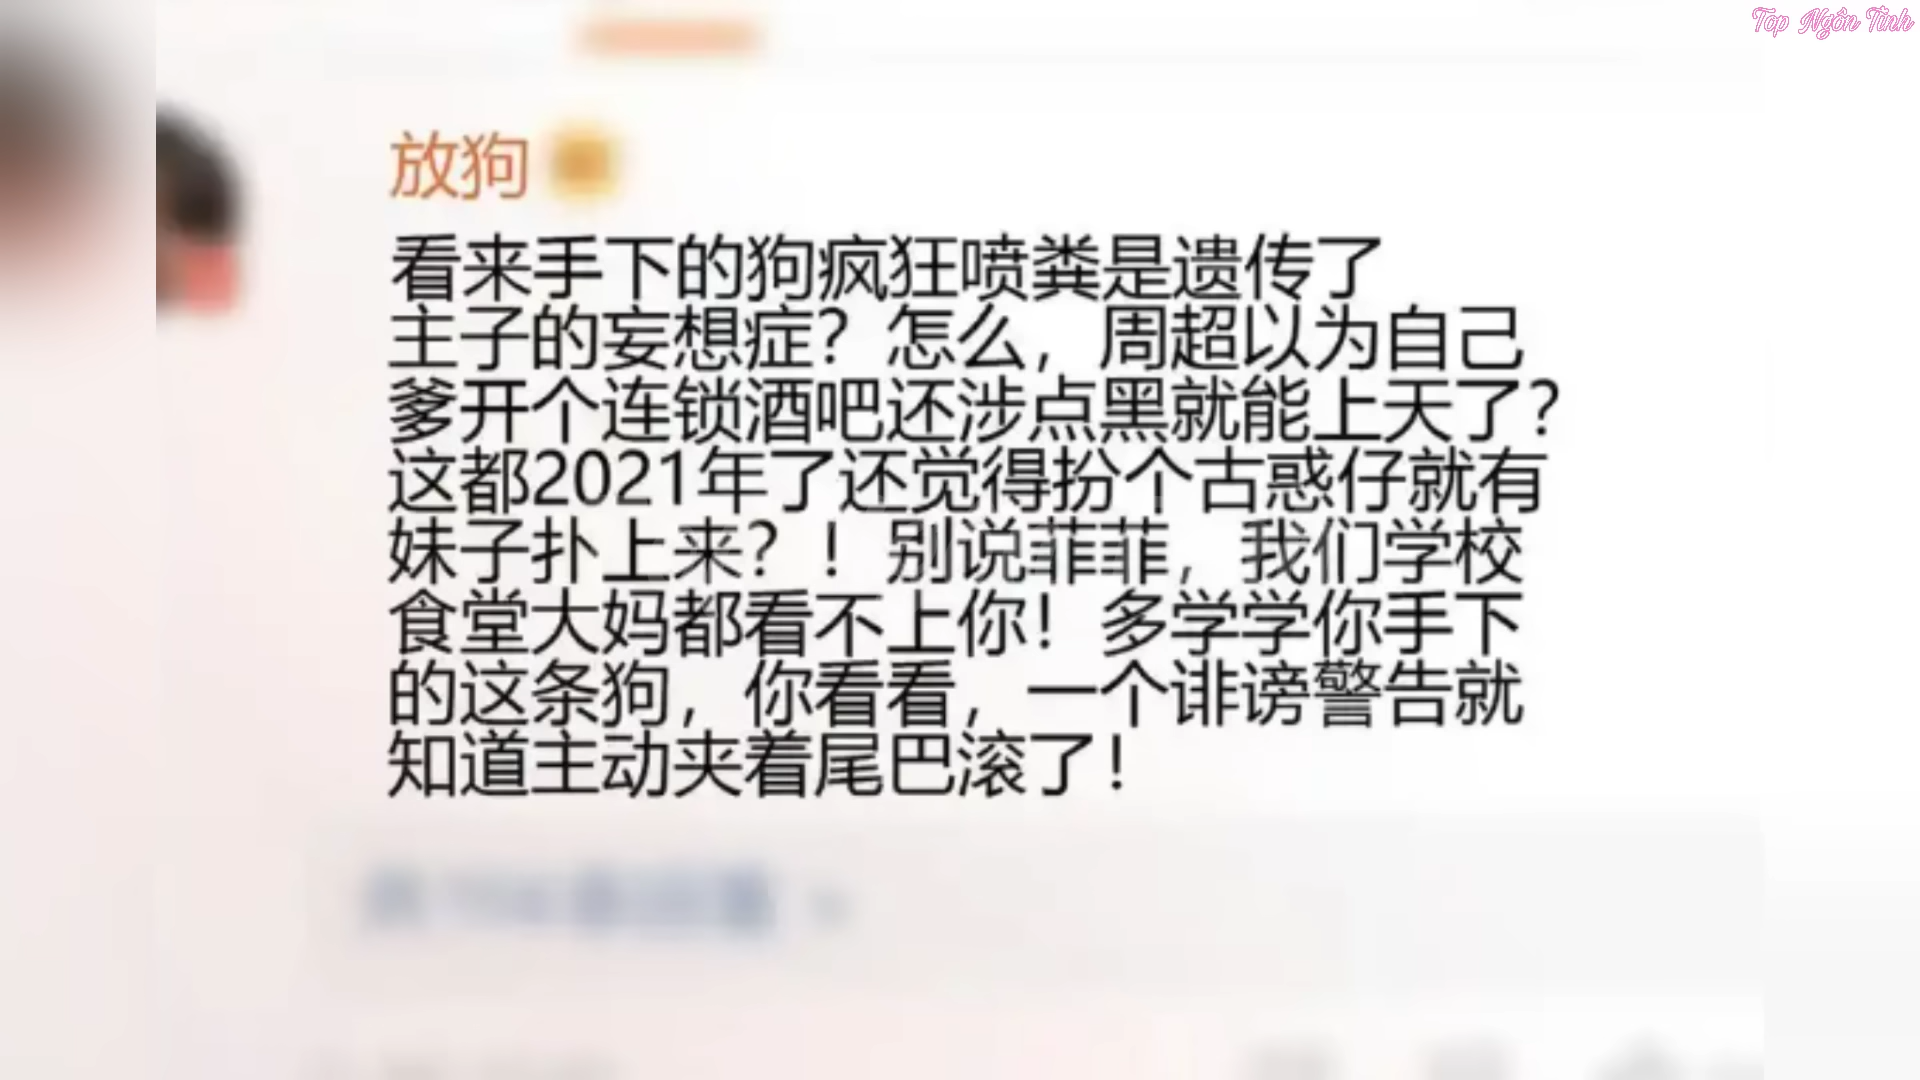 Top Ngôn Tình
放狗
看来手下的狗疯狂喷粪是遗传了
主子的妄想症？怎么，周超以为自己
爹开个连锁酒吧还涉点黑就能上天了？
这都2021年了还觉得扮个古惑仔就有
妹子扑上来？！别说菲菲，我们学校
食堂大妈都看不上你！多学学你手下
的这条狗，你看看，一个诽谤警告就
知道主动夹着尾巴滚了！